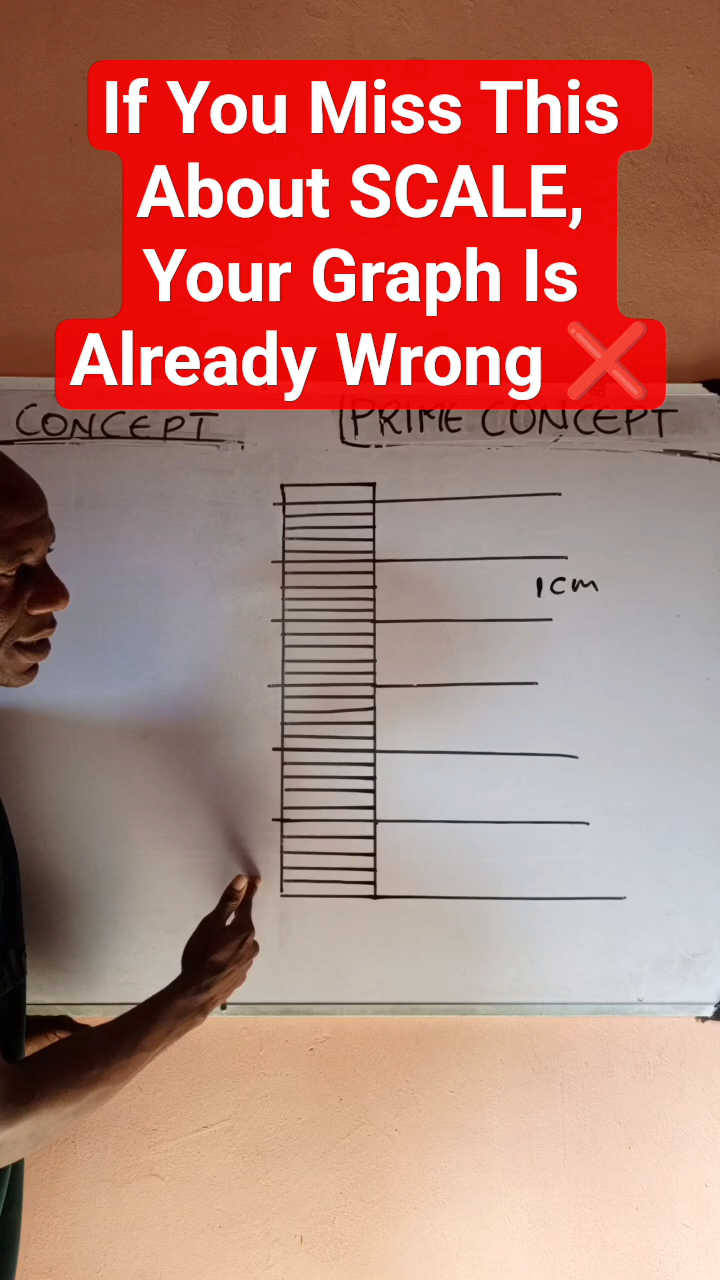 If You Miss This
About SCALE,
Your Graph Is
Already Wrong ❌
CONCEPT
PRIME CONCEPT
1cm